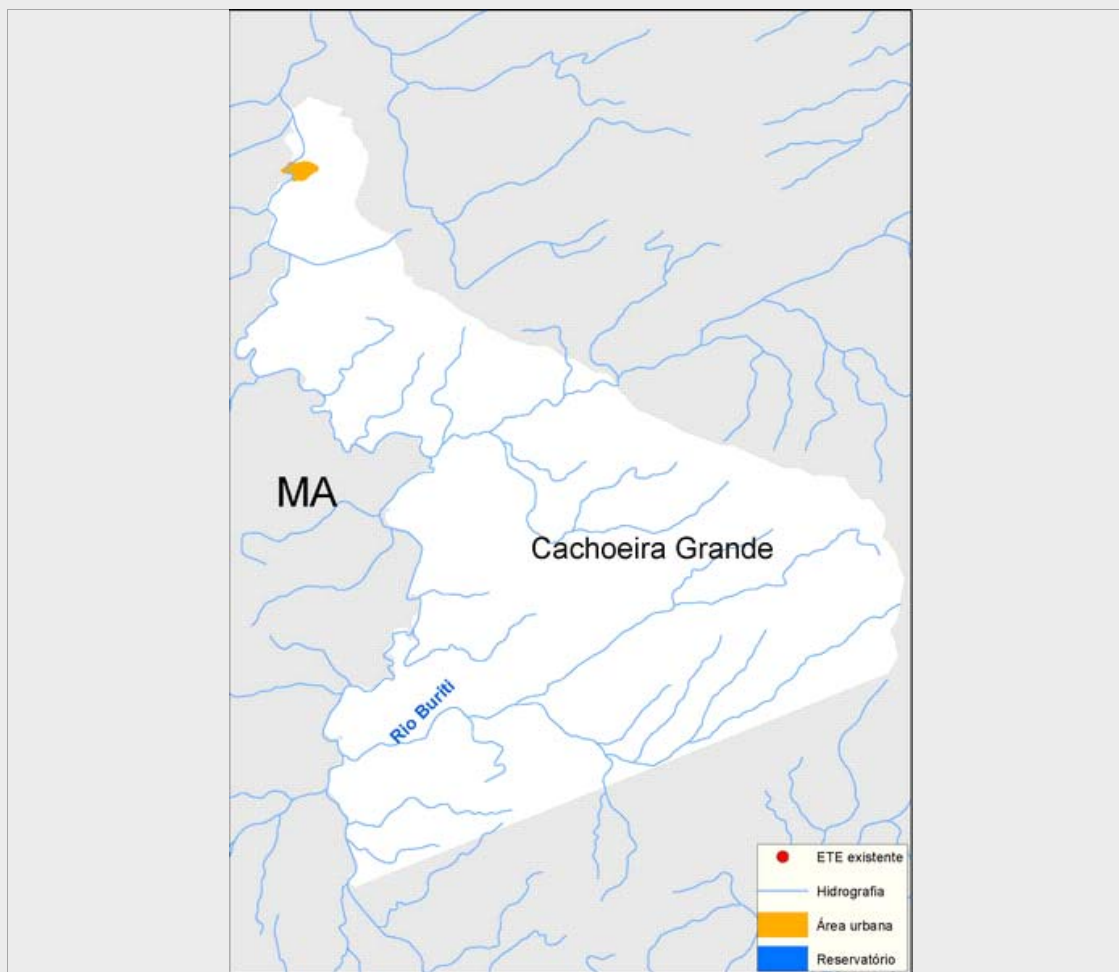 MA
Cachoeira Grande
Rio Buriti
ETE existente
Hidrografia
Área urbana
Reservatório